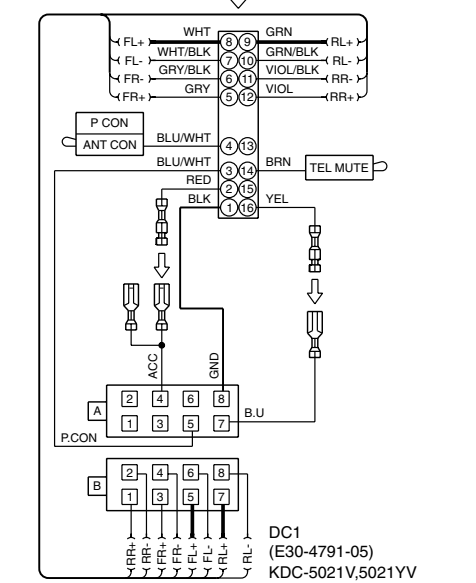 WHT GRN
FL+ 8 9 RL+
WHT/BLK GRN/BLK
FL- 7 10 RL-
GRY/BLK VIOL/BLK
FR- 6 11 RR-
GRY VIOL
FR+ 5 12 RR+
P CON
ANT CON BLU/WHT 4 13
BLU/WHT 3 14 BRN TEL MUTE
RED 2 15
BLK 1 16 YEL
ACC GND
A 2 4 6 8
1 3 5 7 B.U
P.CON
B 2 4 6 8
1 3 5 7
RR+ RR- FR+ FR- FL+ FL- RL+ RL-
DC1
(E30-4791-05)
KDC-5021V,5021YV